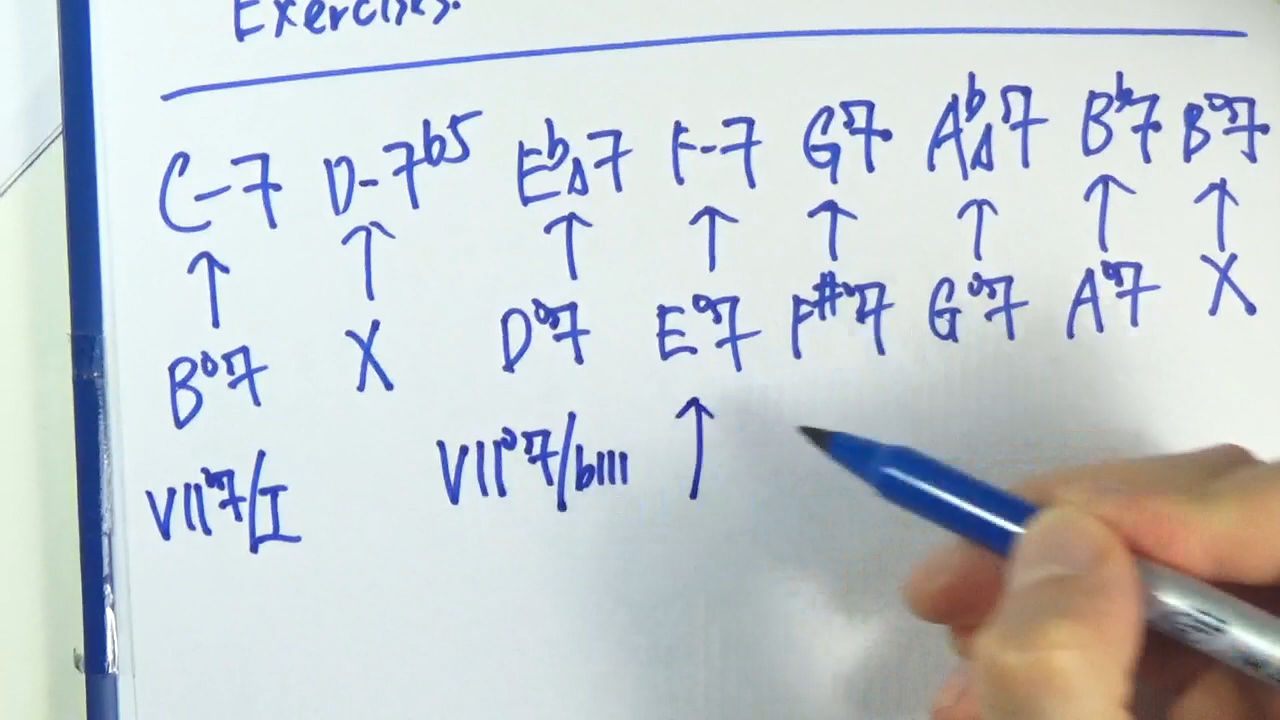 Exercises.
C-7 D-7b5 Eb△7 F-7 G7 Ab△7 Bb7 B°7
↑ ↑ ↑ ↑ ↑ ↑ ↑ ↑
B°7 X D°7 E°7 F#°7 G°7 A°7 X
VII°7/I VII°7/bIII ↑